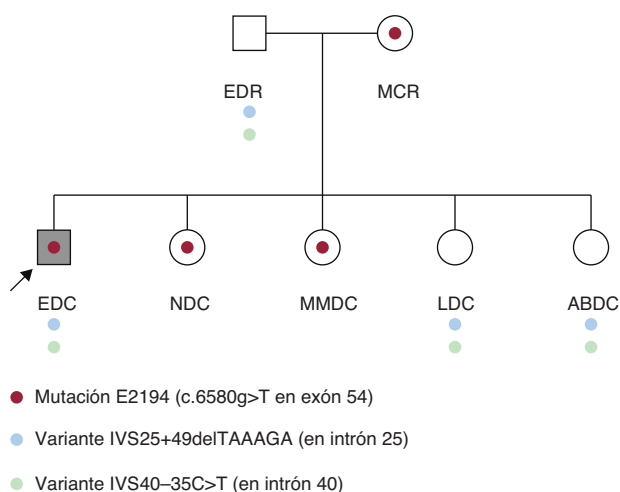 EDR MCR
EDC NDC MMDC LDC ABDC
Mutación E2194 (c.6580g>T en exón 54)
Variante IVS25+49delTAAAGA (en intrón 25)
Variante IVS40–35C>T (en intrón 40)